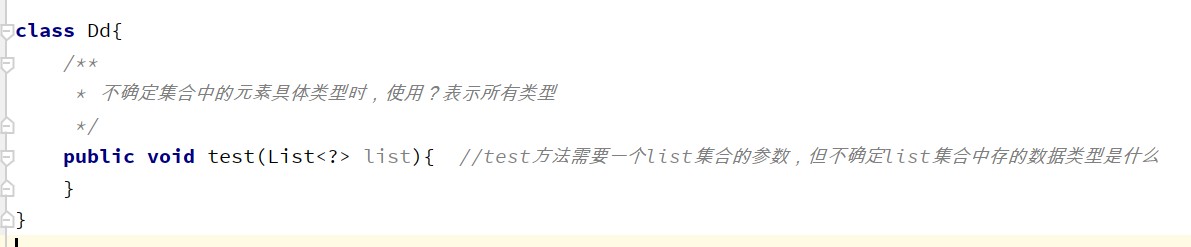 class Dd{
/**
* 不确定集合中的元素具体类型时，使用？表示所有类型
*/
public void test(List<?> list){ //test方法需要一个list集合的参数，但不确定list集合中存的数据类型是什么
}
}